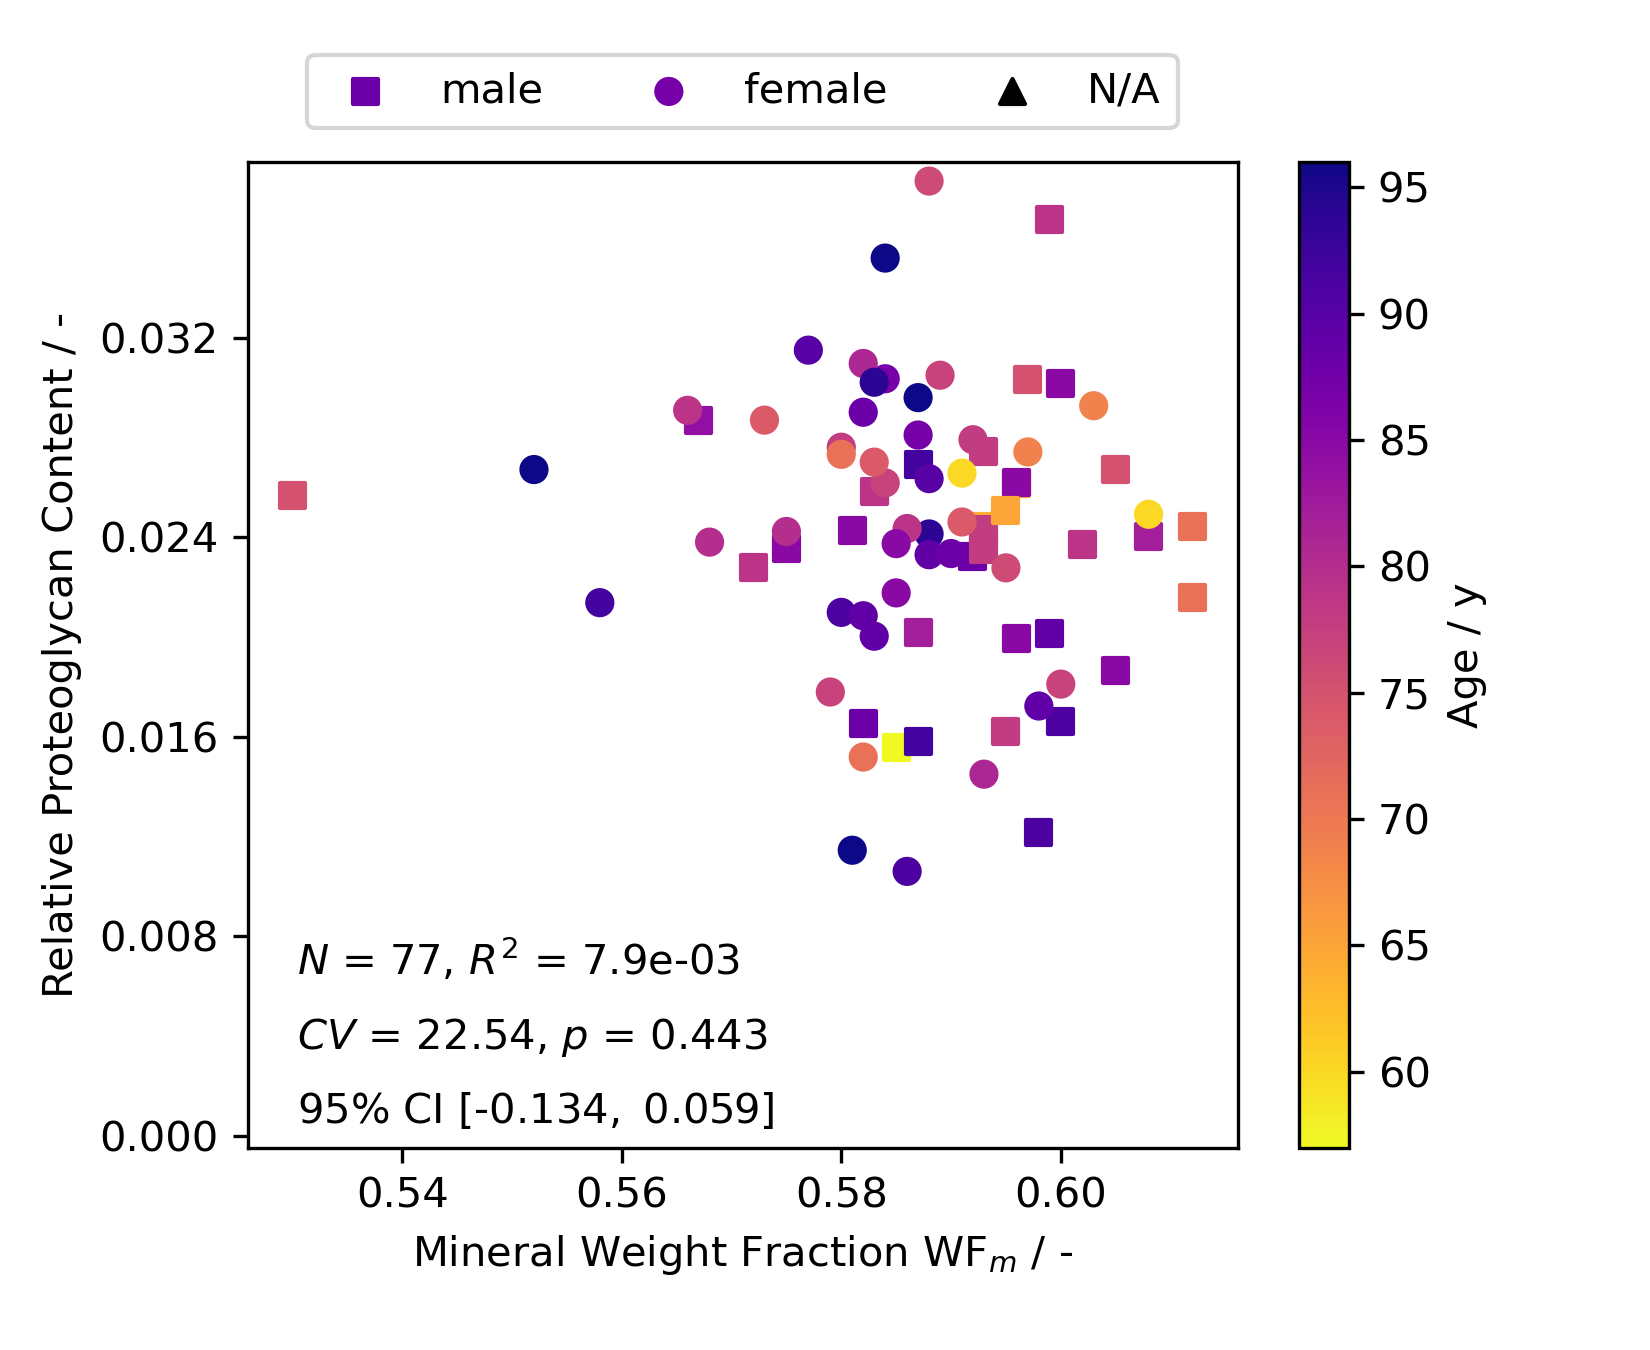 male female N/A
Relative Proteoglycan Content / -
0.032
0.024
0.016
0.008
0.000
N = 77, R² = 7.9e-03
CV = 22.54, p = 0.443
95% CI [-0.134, 0.059]
0.54 0.56 0.58 0.60
Mineral Weight Fraction WFₘ / -
95
90
85
80
75
70
65
60
Age / y